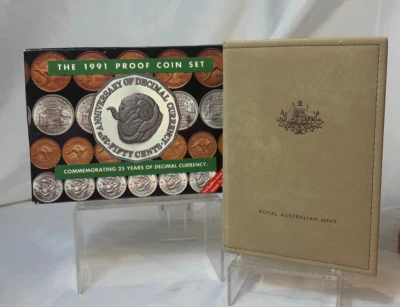 THE 1991 PROOF COIN SET
25TH ANNIVERSARY OF DECIMAL CURRENCY
FIFTY CENTS
COMMEMORATING 25 YEARS OF DECIMAL CURRENCY.
ROYAL AUSTRALIAN MINT